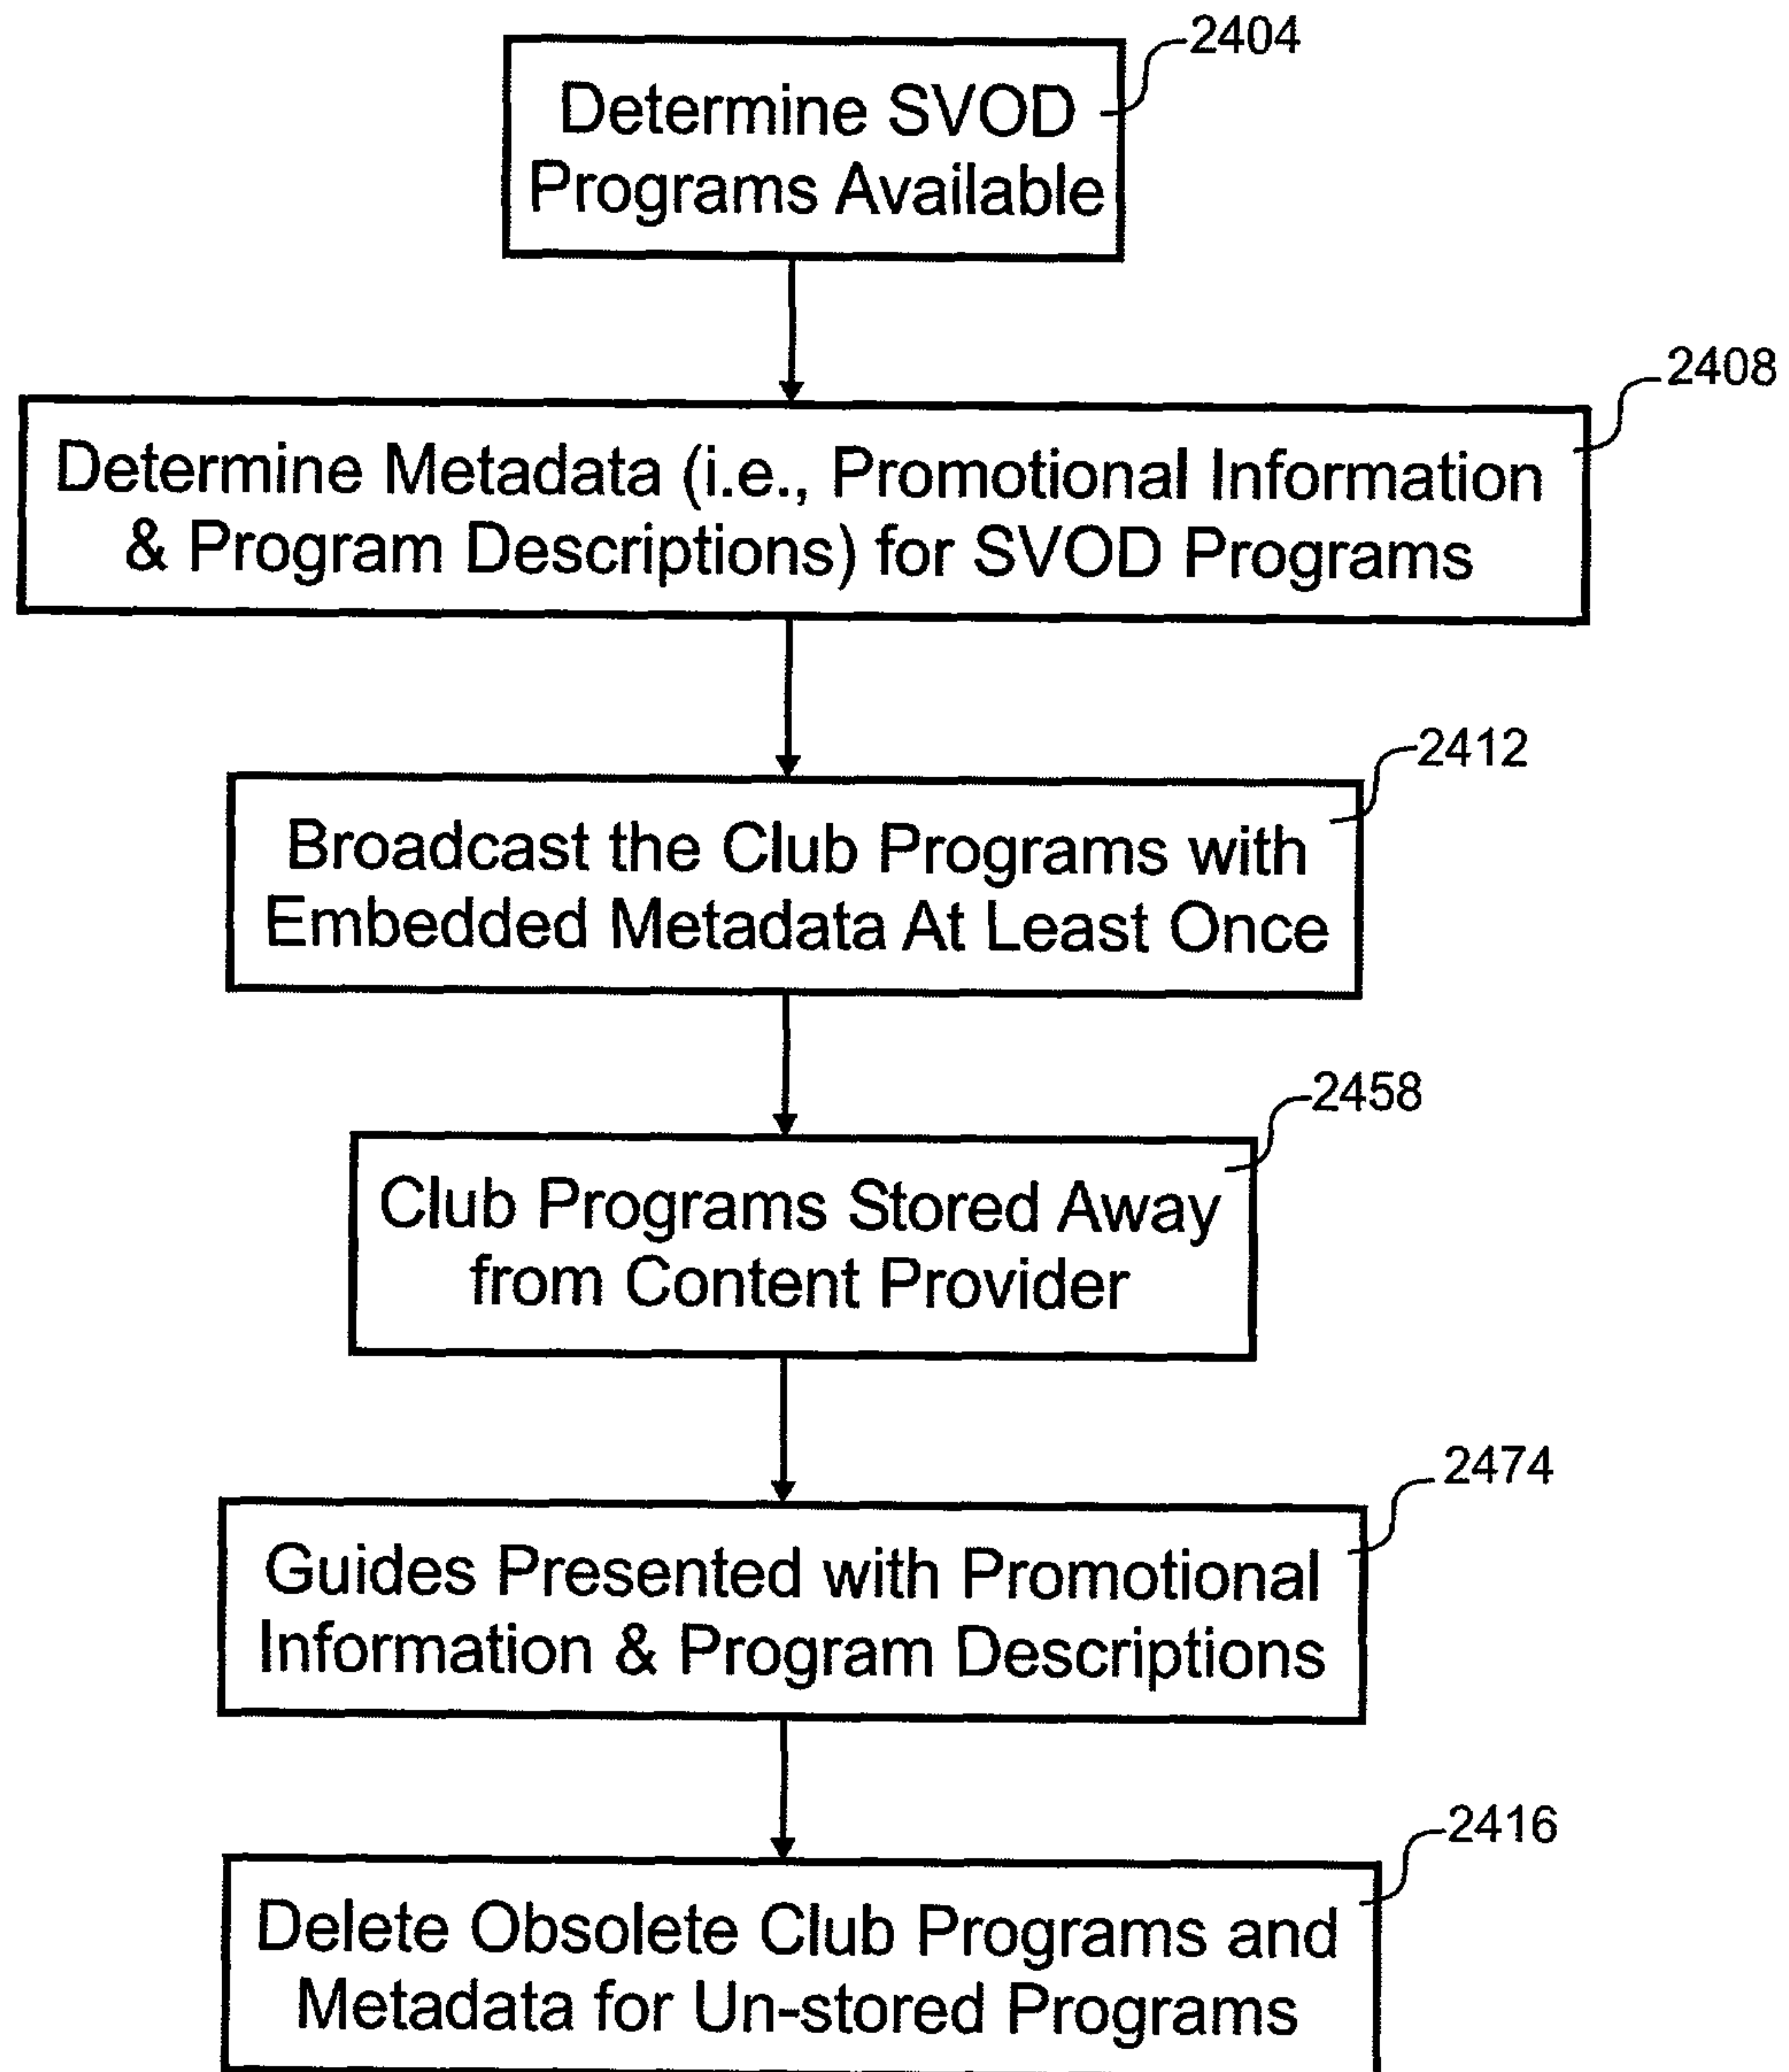 2404
Determine SVOD
Programs Available
2408
Determine Metadata (i.e., Promotional Information
& Program Descriptions) for SVOD Programs
2412
Broadcast the Club Programs with
Embedded Metadata At Least Once
2458
Club Programs Stored Away
from Content Provider
2474
Guides Presented with Promotional
Information & Program Descriptions
2416
Delete Obsolete Club Programs and
Metadata for Un-stored Programs